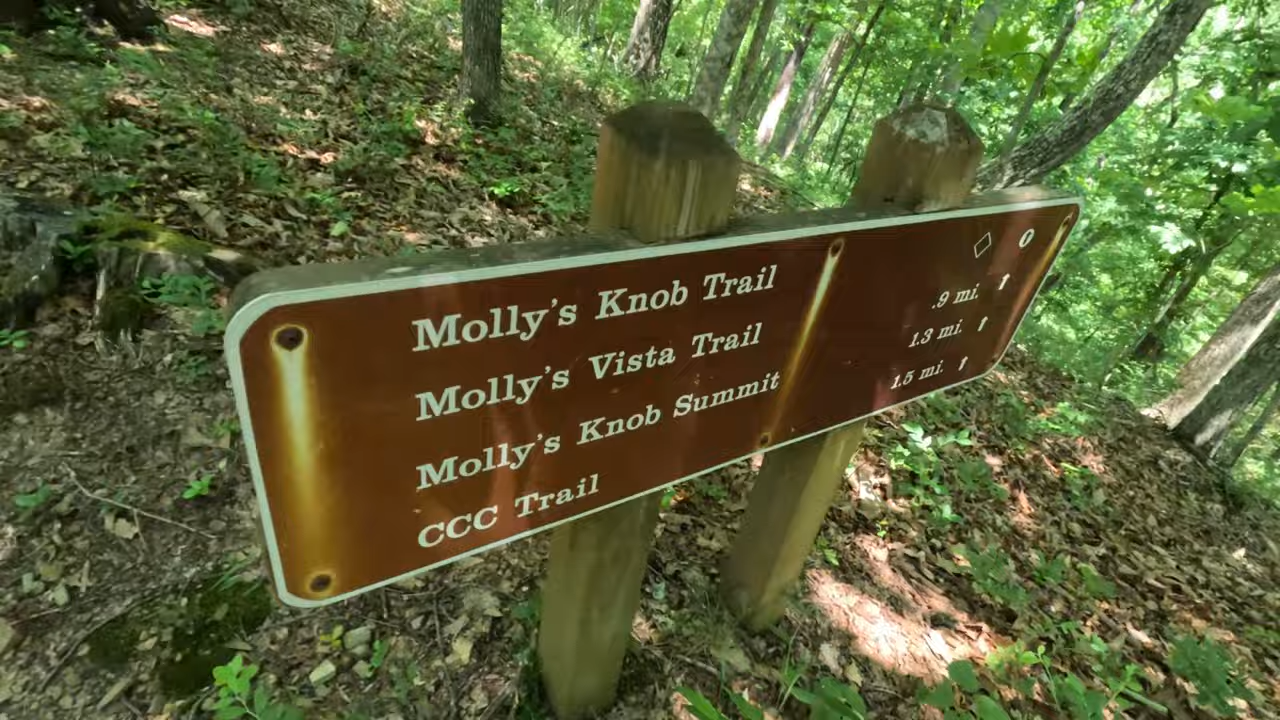 Molly's Knob Trail
Molly's Vista Trail .9 mi. ↑
Molly's Knob Summit 1.3 mi. ↑
CCC Trail 1.5 mi. ↑